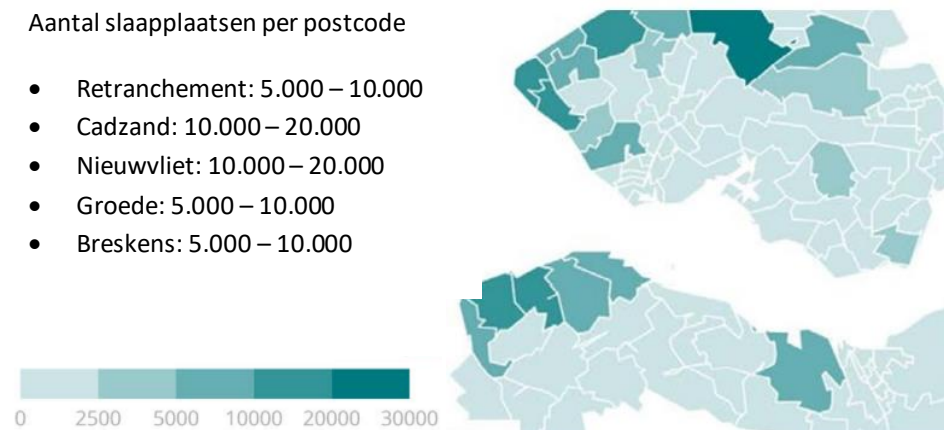 Aantal slaapplaatsen per postcode
• Retranchement: 5.000 – 10.000
• Cadzand: 10.000 – 20.000
• Nieuwvliet: 10.000 – 20.000
• Groede: 5.000 – 10.000
• Breskens: 5.000 – 10.000
0 2500 5000 10000 20000 30000